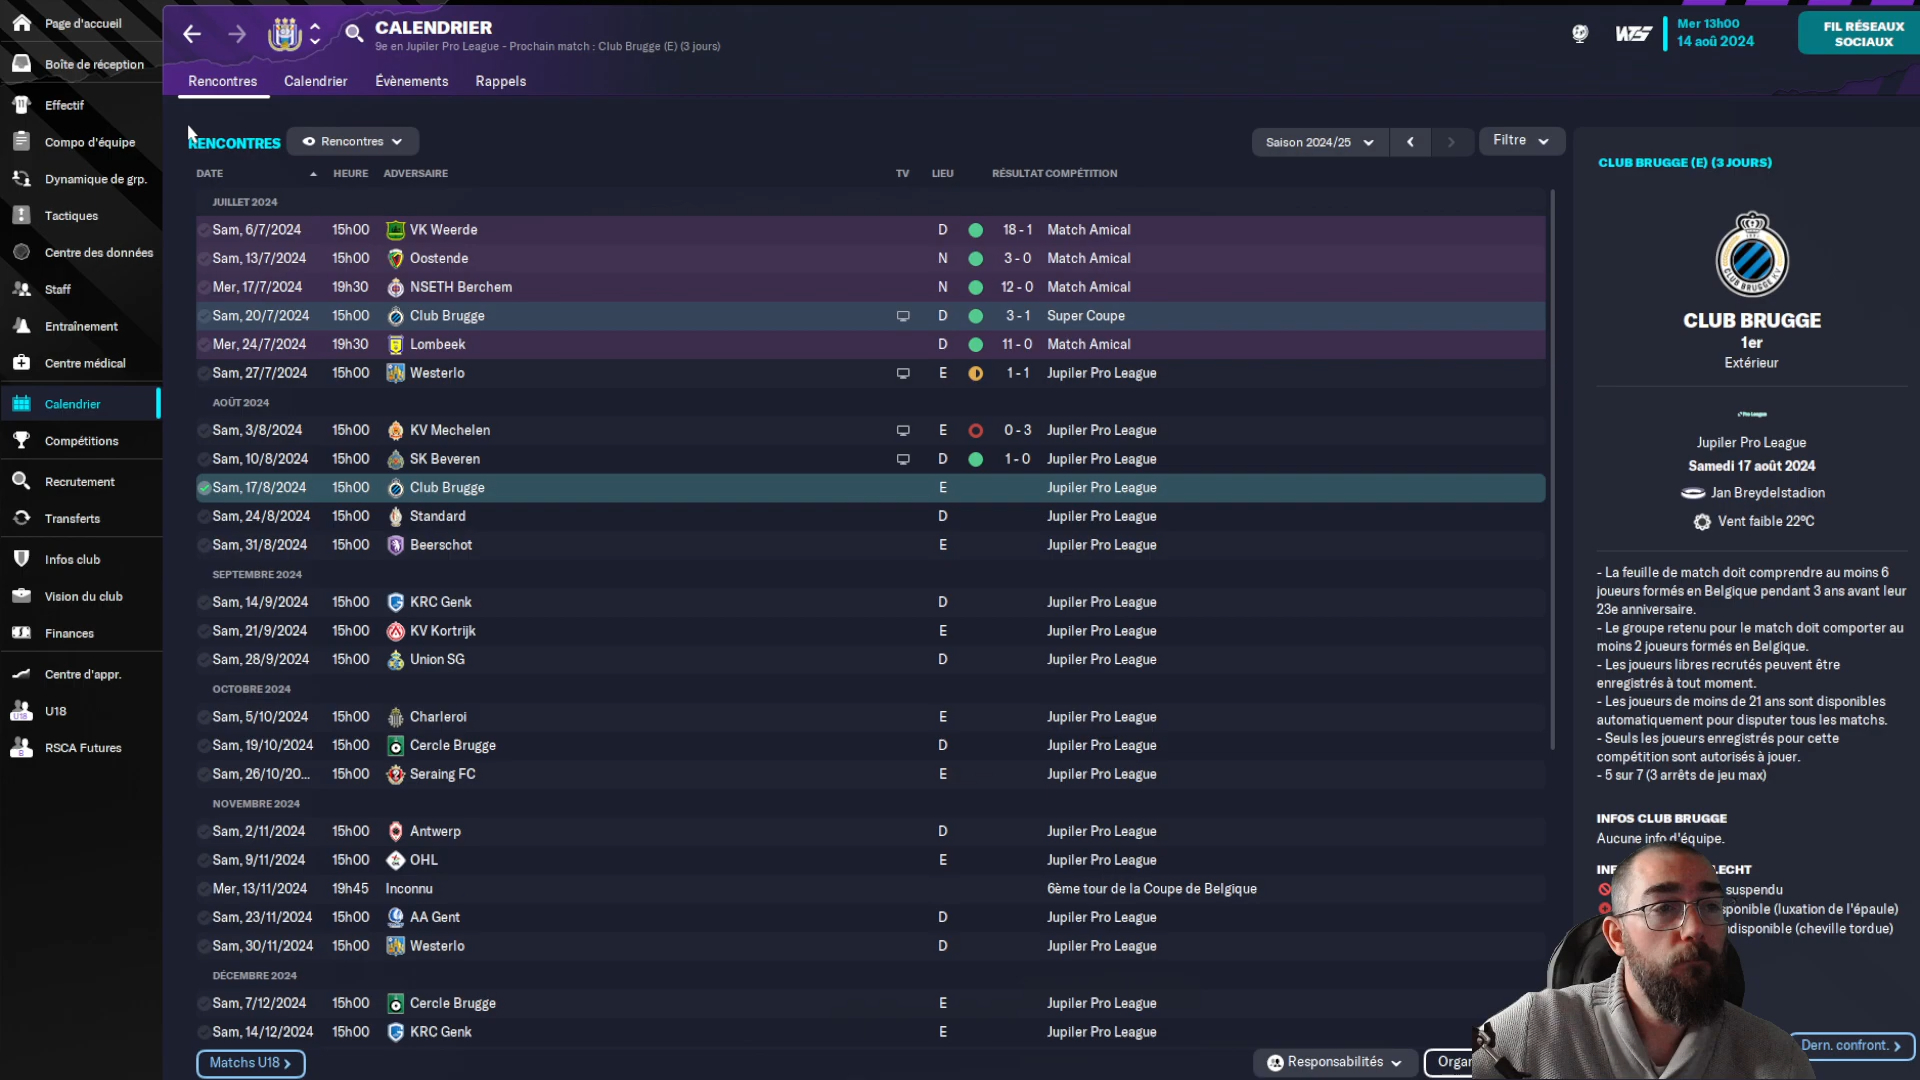 Page d'accueil
Boîte de réception
Effectif
Compo d'équipe
Dynamique de grp.
Tactiques
Centre des données
Staff
Entraînement
Centre médical
Calendrier
Compétitions
Recrutement
Transferts
Infos club
Vision du club
Finances
Centre d'appr.
U18
RSCA Futures
CALENDRIER
9e en Jupiler Pro League - Prochain match : Club Brugge (E) (3 jours)
Mer 13h00
14 aoû 2024
FIL RÉSEAUX
SOCIAUX
Rencontres Calendrier Évènements Rappels
RENCONTRES Rencontres Saison 2024/25 Filtre
DATE HEURE ADVERSAIRE TV LIEU RÉSULTAT COMPÉTITION
JUILLET 2024
Sam, 6/7/2024 15h00 VK Weerde D 18 - 1 Match Amical
Sam, 13/7/2024 15h00 Oostende N 3 - 0 Match Amical
Mer, 17/7/2024 19h30 NSETH Berchem N 12 - 0 Match Amical
Sam, 20/7/2024 15h00 Club Brugge D 3 - 1 Super Coupe
Mer, 24/7/2024 19h30 Lombeek D 11 - 0 Match Amical
Sam, 27/7/2024 15h00 Westerlo E 1 - 1 Jupiler Pro League
AOÛT 2024
Sam, 3/8/2024 15h00 KV Mechelen E 0 - 3 Jupiler Pro League
Sam, 10/8/2024 15h00 SK Beveren D 1 - 0 Jupiler Pro League
Sam, 17/8/2024 15h00 Club Brugge E Jupiler Pro League
Sam, 24/8/2024 15h00 Standard D Jupiler Pro League
Sam, 31/8/2024 15h00 Beerschot E Jupiler Pro League
SEPTEMBRE 2024
Sam, 14/9/2024 15h00 KRC Genk D Jupiler Pro League
Sam, 21/9/2024 15h00 KV Kortrijk E Jupiler Pro League
Sam, 28/9/2024 15h00 Union SG D Jupiler Pro League
OCTOBRE 2024
Sam, 5/10/2024 15h00 Charleroi E Jupiler Pro League
Sam, 19/10/2024 15h00 Cercle Brugge D Jupiler Pro League
Sam, 26/10/20... 15h00 Seraing FC E Jupiler Pro League
NOVEMBRE 2024
Sam, 2/11/2024 15h00 Antwerp D Jupiler Pro League
Sam, 9/11/2024 15h00 OHL E Jupiler Pro League
Mer, 13/11/2024 19h45 Inconnu 6ème tour de la Coupe de Belgique
Sam, 23/11/2024 15h00 AA Gent D Jupiler Pro League
Sam, 30/11/2024 15h00 Westerlo D Jupiler Pro League
DÉCEMBRE 2024
Sam, 7/12/2024 15h00 Cercle Brugge E Jupiler Pro League
Sam, 14/12/2024 15h00 KRC Genk E Jupiler Pro League
Matchs U18 Responsabilités Organ
CLUB BRUGGE (E) (3 JOURS)
CLUB BRUGGE
1er
Extérieur
Pro League
Jupiler Pro League
Samedi 17 août 2024
Jan Breydelstadion
Vent faible 22°C
- La feuille de match doit comprendre au moins 6
joueurs formés en Belgique pendant 3 ans avant leur
23e anniversaire.
- Le groupe retenu pour le match doit comporter au
moins 2 joueurs formés en Belgique.
- Les joueurs libres recrutés peuvent être
enregistrés à tout moment.
- Les joueurs de moins de 21 ans sont disponibles
automatiquement pour disputer tous les matchs.
- Seuls les joueurs enregistrés pour cette
compétition sont autorisés à jouer.
- 5 sur 7 (3 arrêts de jeu max)
INFOS CLUB BRUGGE
Aucune info d'équipe.
INF LECHT
suspendu
sponible (luxation de l'épaule)
ndisponible (cheville tordue)
Dern. confront.